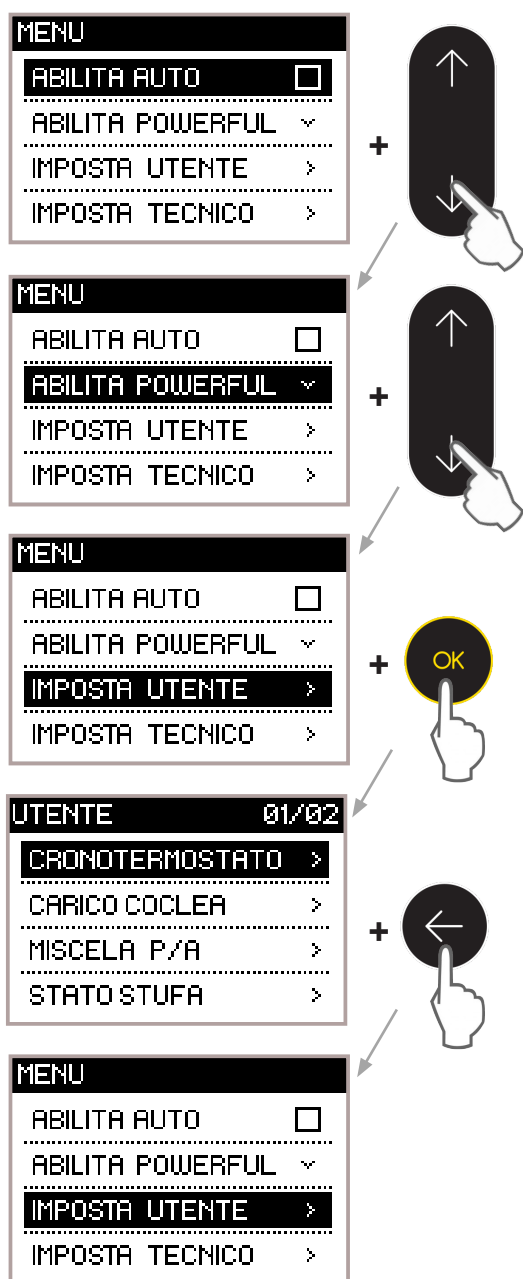 MENU
ABILITA AUTO
ABILITA POWERFUL
IMPOSTA UTENTE >
IMPOSTA TECNICO >
+
MENU
ABILITA AUTO
ABILITA POWERFUL
IMPOSTA UTENTE >
IMPOSTA TECNICO >
+
MENU
ABILITA AUTO
ABILITA POWERFUL
IMPOSTA UTENTE >
IMPOSTA TECNICO >
+ OK
UTENTE 01/02
CRONOTERMOSTATO >
CARICO COCLEA >
MISCELA P/A >
STATO STUFA >
+
MENU
ABILITA AUTO
ABILITA POWERFUL
IMPOSTA UTENTE >
IMPOSTA TECNICO >